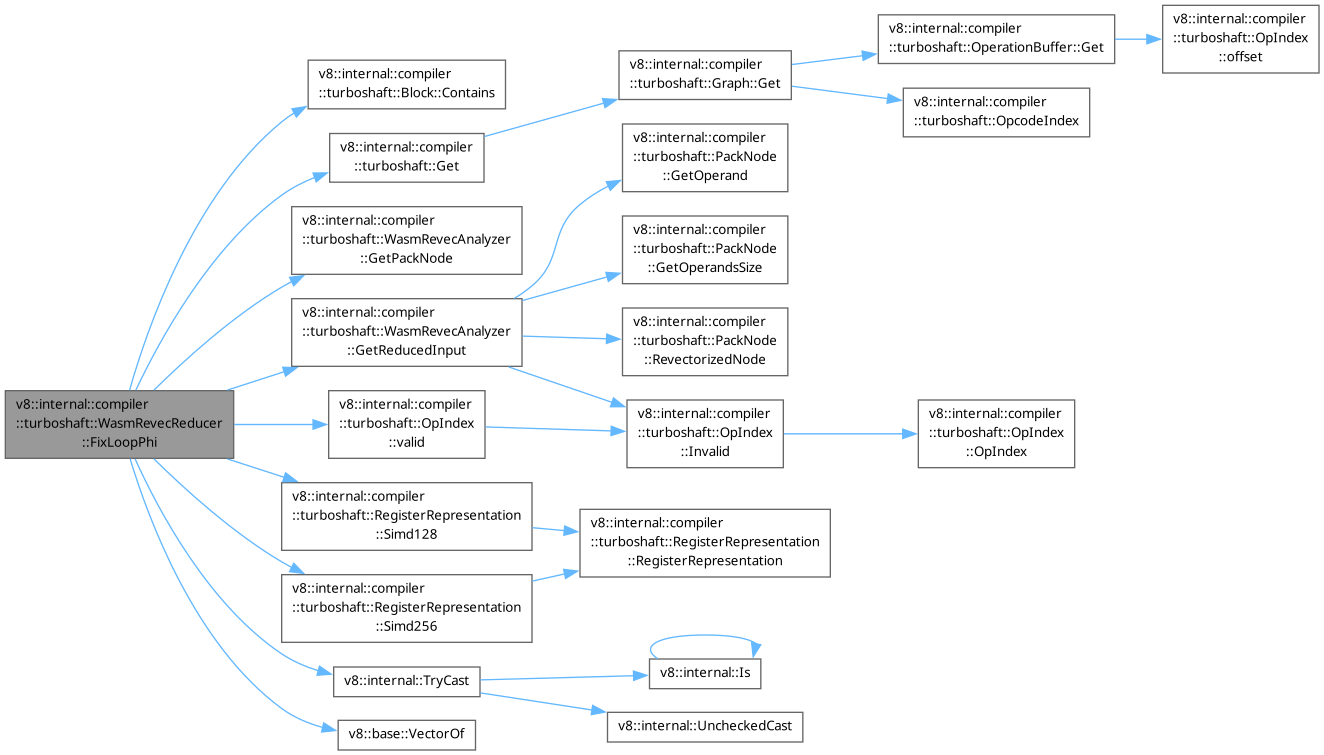 v8::internal::compiler
::turboshaft::WasmRevecReducer
::FixLoopPhi
v8::internal::compiler
::turboshaft::Block::Contains
v8::internal::compiler
::turboshaft::Get
v8::internal::compiler
::turboshaft::Graph::Get
v8::internal::compiler
::turboshaft::OperationBuffer::Get
v8::internal::compiler
::turboshaft::OpIndex
::offset
v8::internal::compiler
::turboshaft::OpcodeIndex
v8::internal::compiler
::turboshaft::WasmRevecAnalyzer
::GetPackNode
v8::internal::compiler
::turboshaft::WasmRevecAnalyzer
::GetReducedInput
v8::internal::compiler
::turboshaft::PackNode
::GetOperand
v8::internal::compiler
::turboshaft::PackNode
::GetOperandsSize
v8::internal::compiler
::turboshaft::PackNode
::RevectorizedNode
v8::internal::compiler
::turboshaft::OpIndex
::Invalid
v8::internal::compiler
::turboshaft::OpIndex
::OpIndex
v8::internal::compiler
::turboshaft::OpIndex
::valid
v8::internal::compiler
::turboshaft::RegisterRepresentation
::Simd128
v8::internal::compiler
::turboshaft::RegisterRepresentation
::RegisterRepresentation
v8::internal::compiler
::turboshaft::RegisterRepresentation
::Simd256
v8::internal::TryCast
v8::internal::Is
v8::internal::UncheckedCast
v8::base::VectorOf